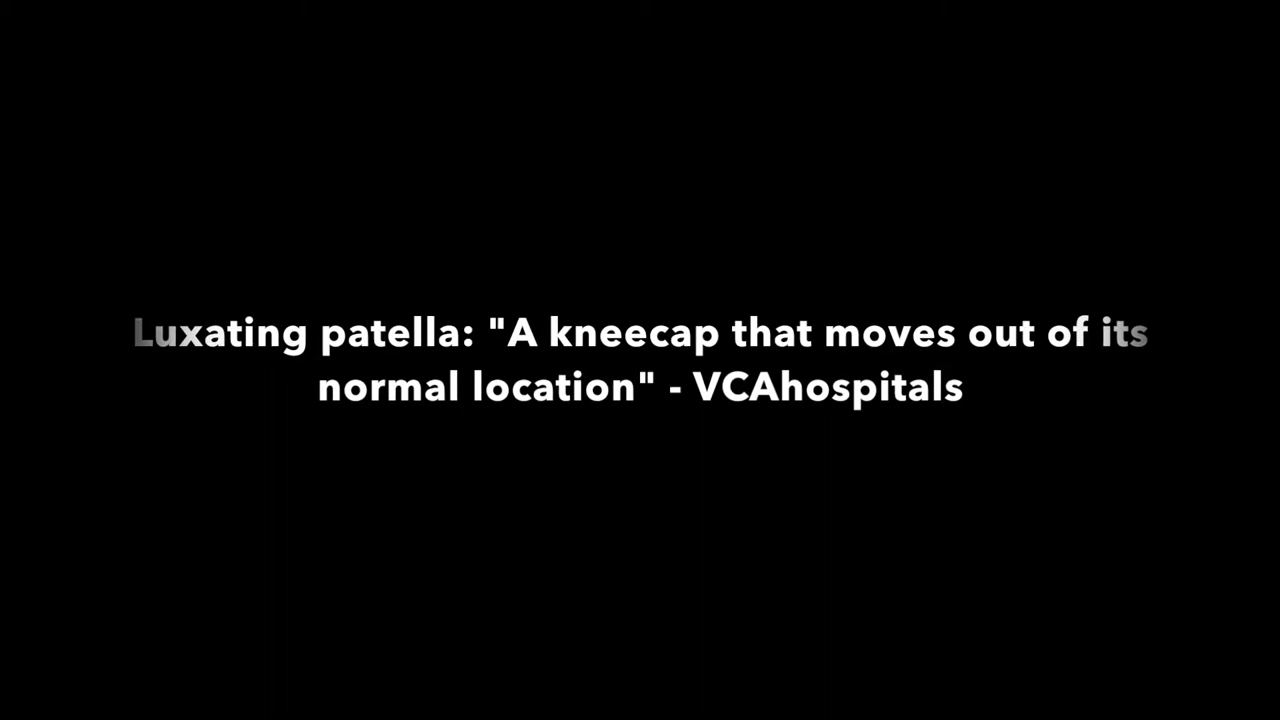 Luxating patella: "A kneecap that moves out of its
normal location" - VCAhospitals